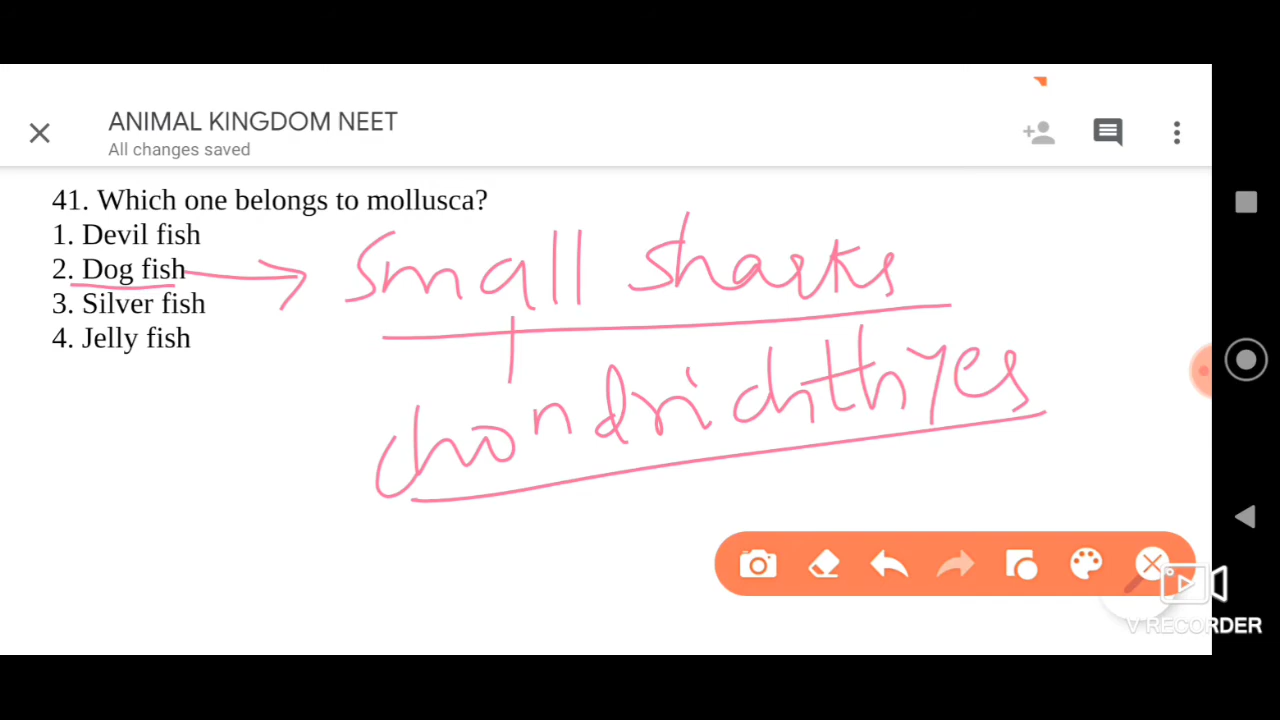 ANIMAL KINGDOM NEET
All changes saved
41. Which one belongs to mollusca?
1. Devil fish
2. Dog fish
3. Silver fish
4. Jelly fish
small sharks
chondrichthyes
V RECORDER